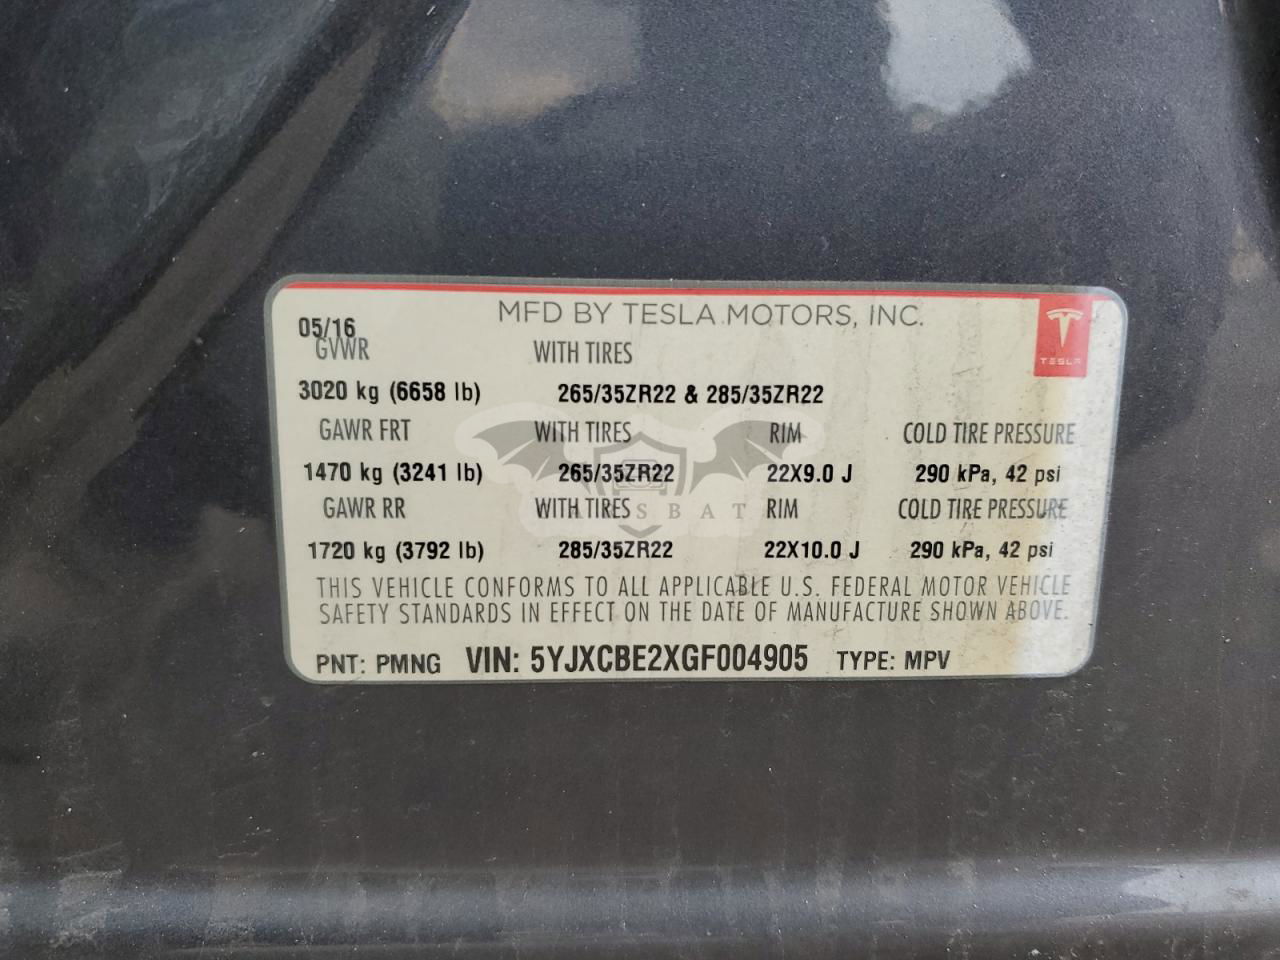 MFD BY TESLA MOTORS, INC.
05/16
TESLA
GVWR WITH TIRES
3020 kg (6658 lb) 265/35ZR22 & 285/35ZR22
GAWR FRT WITH TIRES RIM COLD TIRE PRESSURE
1470 kg (3241 lb) 265/35ZR22 22X9.0 J 290 kPa, 42 psi
GAWR RR WITH TIRES RIM COLD TIRE PRESSURE
1720 kg (3792 lb) 285/35ZR22 22X10.0 J 290 kPa, 42 psi
THIS VEHICLE CONFORMS TO ALL APPLICABLE U.S. FEDERAL MOTOR VEHICLE
SAFETY STANDARDS IN EFFECT ON THE DATE OF MANUFACTURE SHOWN ABOVE.
PNT: PMNG VIN: 5YJXCBE2XGF004905 TYPE: MPV